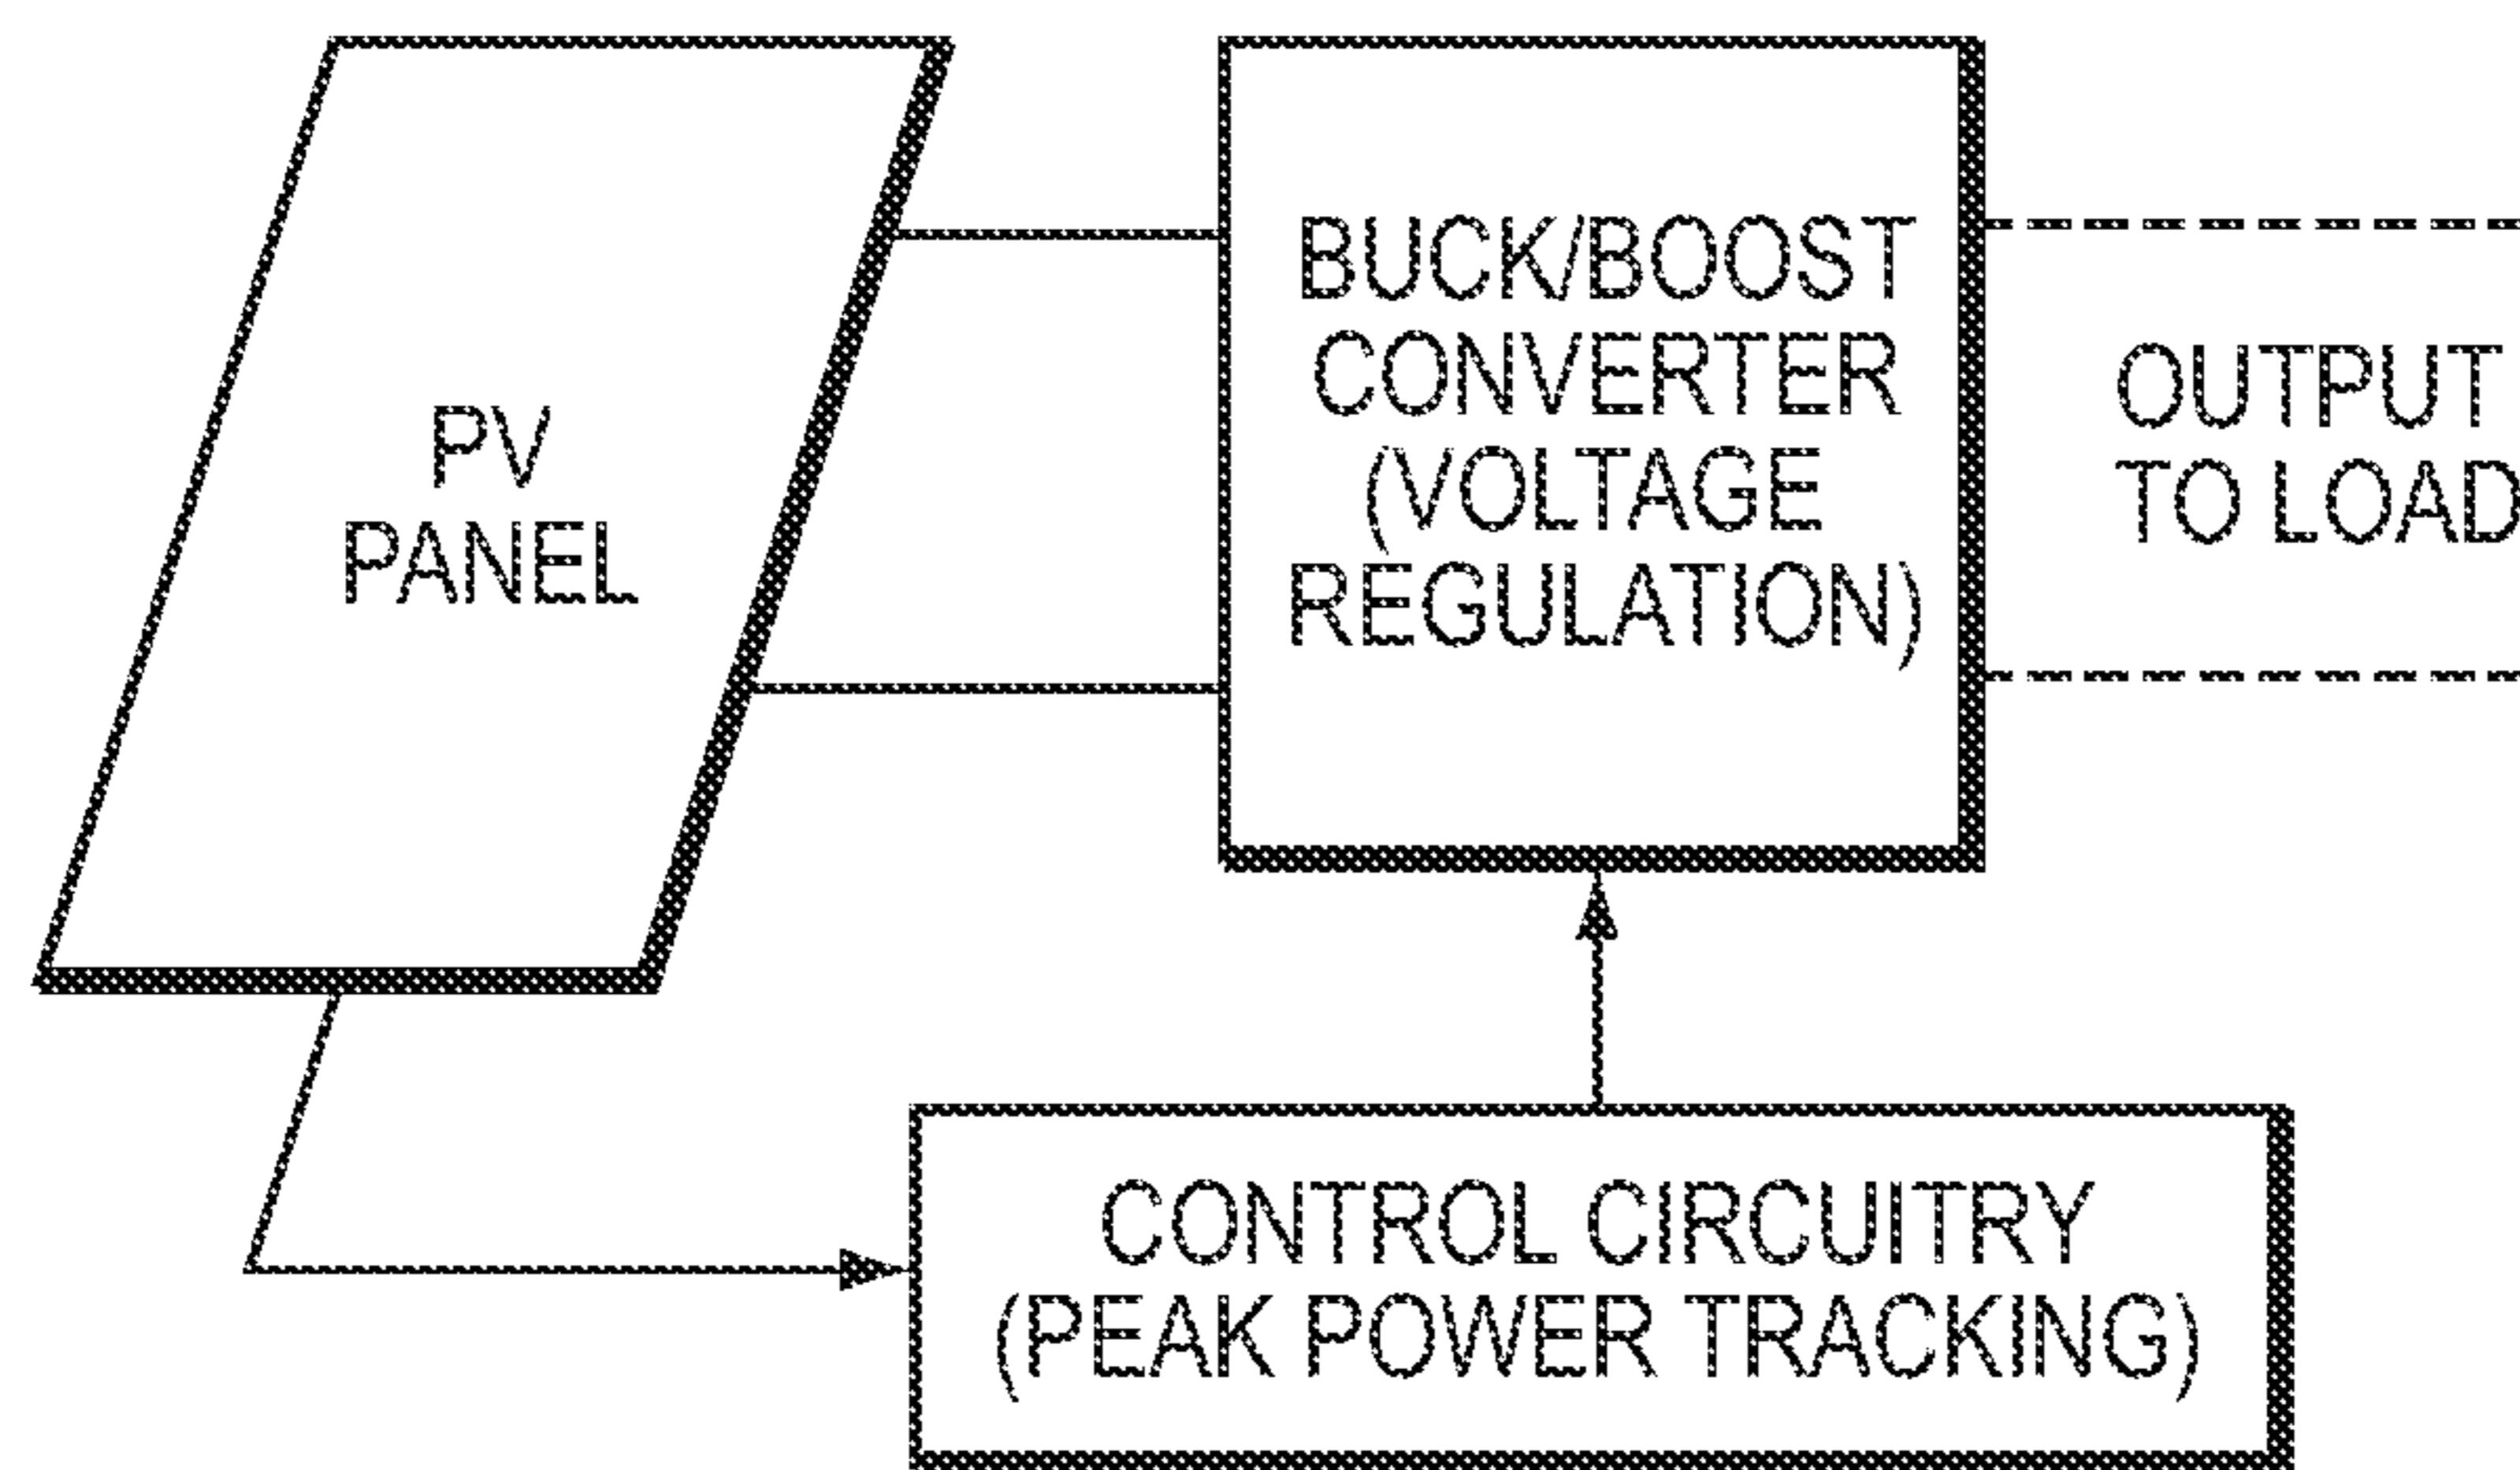 PV
PANEL
BUCK/BOOST
CONVERTER
(VOLTAGE
REGULATION)
OUTPUT
TO LOAD
CONTROL CIRCUITRY
(PEAK POWER TRACKING)